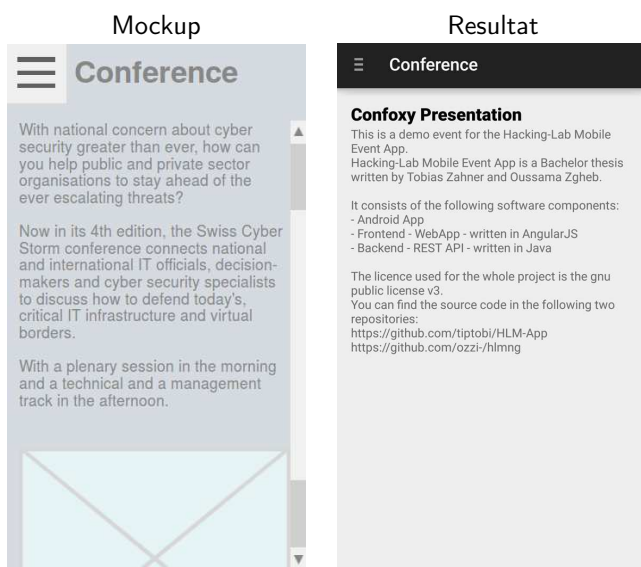 Mockup
Conference
With national concern about cyber
security greater than ever, how can
you help public and private sector
organisations to stay ahead of the
ever escalating threats?
Now in its 4th edition, the Swiss Cyber
Storm conference connects national
and international IT officials, decision-
makers and cyber security specialists
to discuss how to defend today's,
critical IT infrastructure and virtual
borders.
With a plenary session in the morning
and a technical and a management
track in the afternoon.
Resultat
Conference
Confoxy Presentation
This is a demo event for the Hacking-Lab Mobile
Event App.
Hacking-Lab Mobile Event App is a Bachelor thesis
written by Tobias Zahner and Oussama Zgheb.
It consists of the following software components:
- Android App
- Frontend - WebApp - written in AngularJS
- Backend - REST API - written in Java
The licence used for the whole project is the gnu
public license v3.
You can find the source code in the following two
repositories:
https://github.com/tiptobi/HLM-App
https://github.com/ozzi-/hlmng